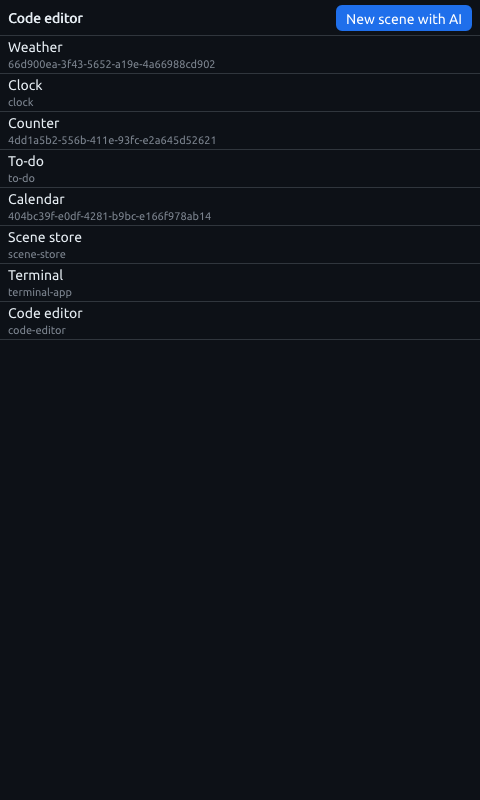 Code editor
New scene with AI
Weather
66d900ea-3f43-5652-a19e-4a66988cd902
Clock
clock
Counter
4dd1a5b2-556b-411e-93fc-e2a645d52621
To-do
to-do
Calendar
404bc39f-e0df-4281-b9bc-e166f978ab14
Scene store
scene-store
Terminal
terminal-app
Code editor
code-editor